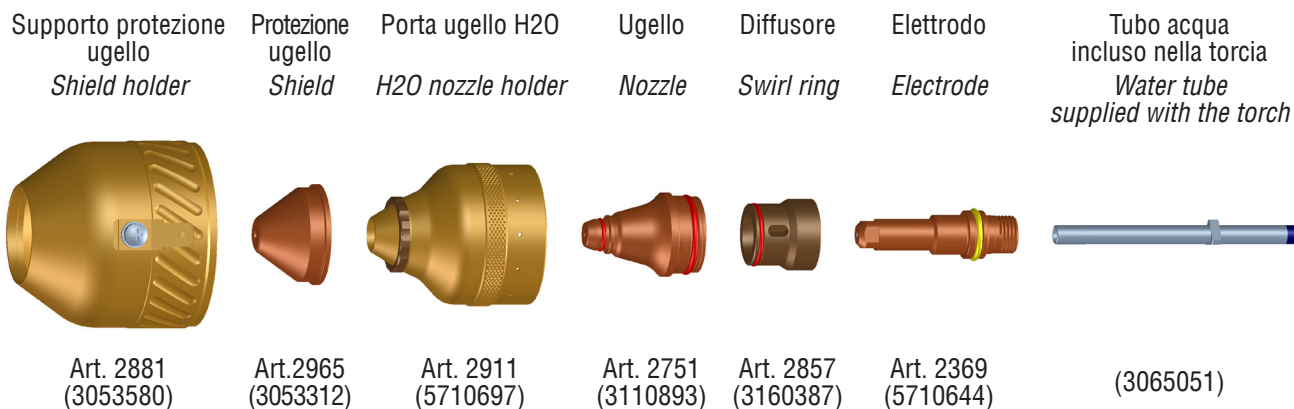 Supporto protezione
ugello
Shield holder
Protezione
ugello
Shield
Porta ugello H2O
H2O nozzle holder
Ugello
Nozzle
Diffusore
Swirl ring
Elettrodo
Electrode
Tubo acqua
incluso nella torcia
Water tube
supplied with the torch
Art. 2881
(3053580)
Art.2965
(3053312)
Art. 2911
(5710697)
Art. 2751
(3110893)
Art. 2857
(3160387)
Art. 2369
(5710644)
(3065051)